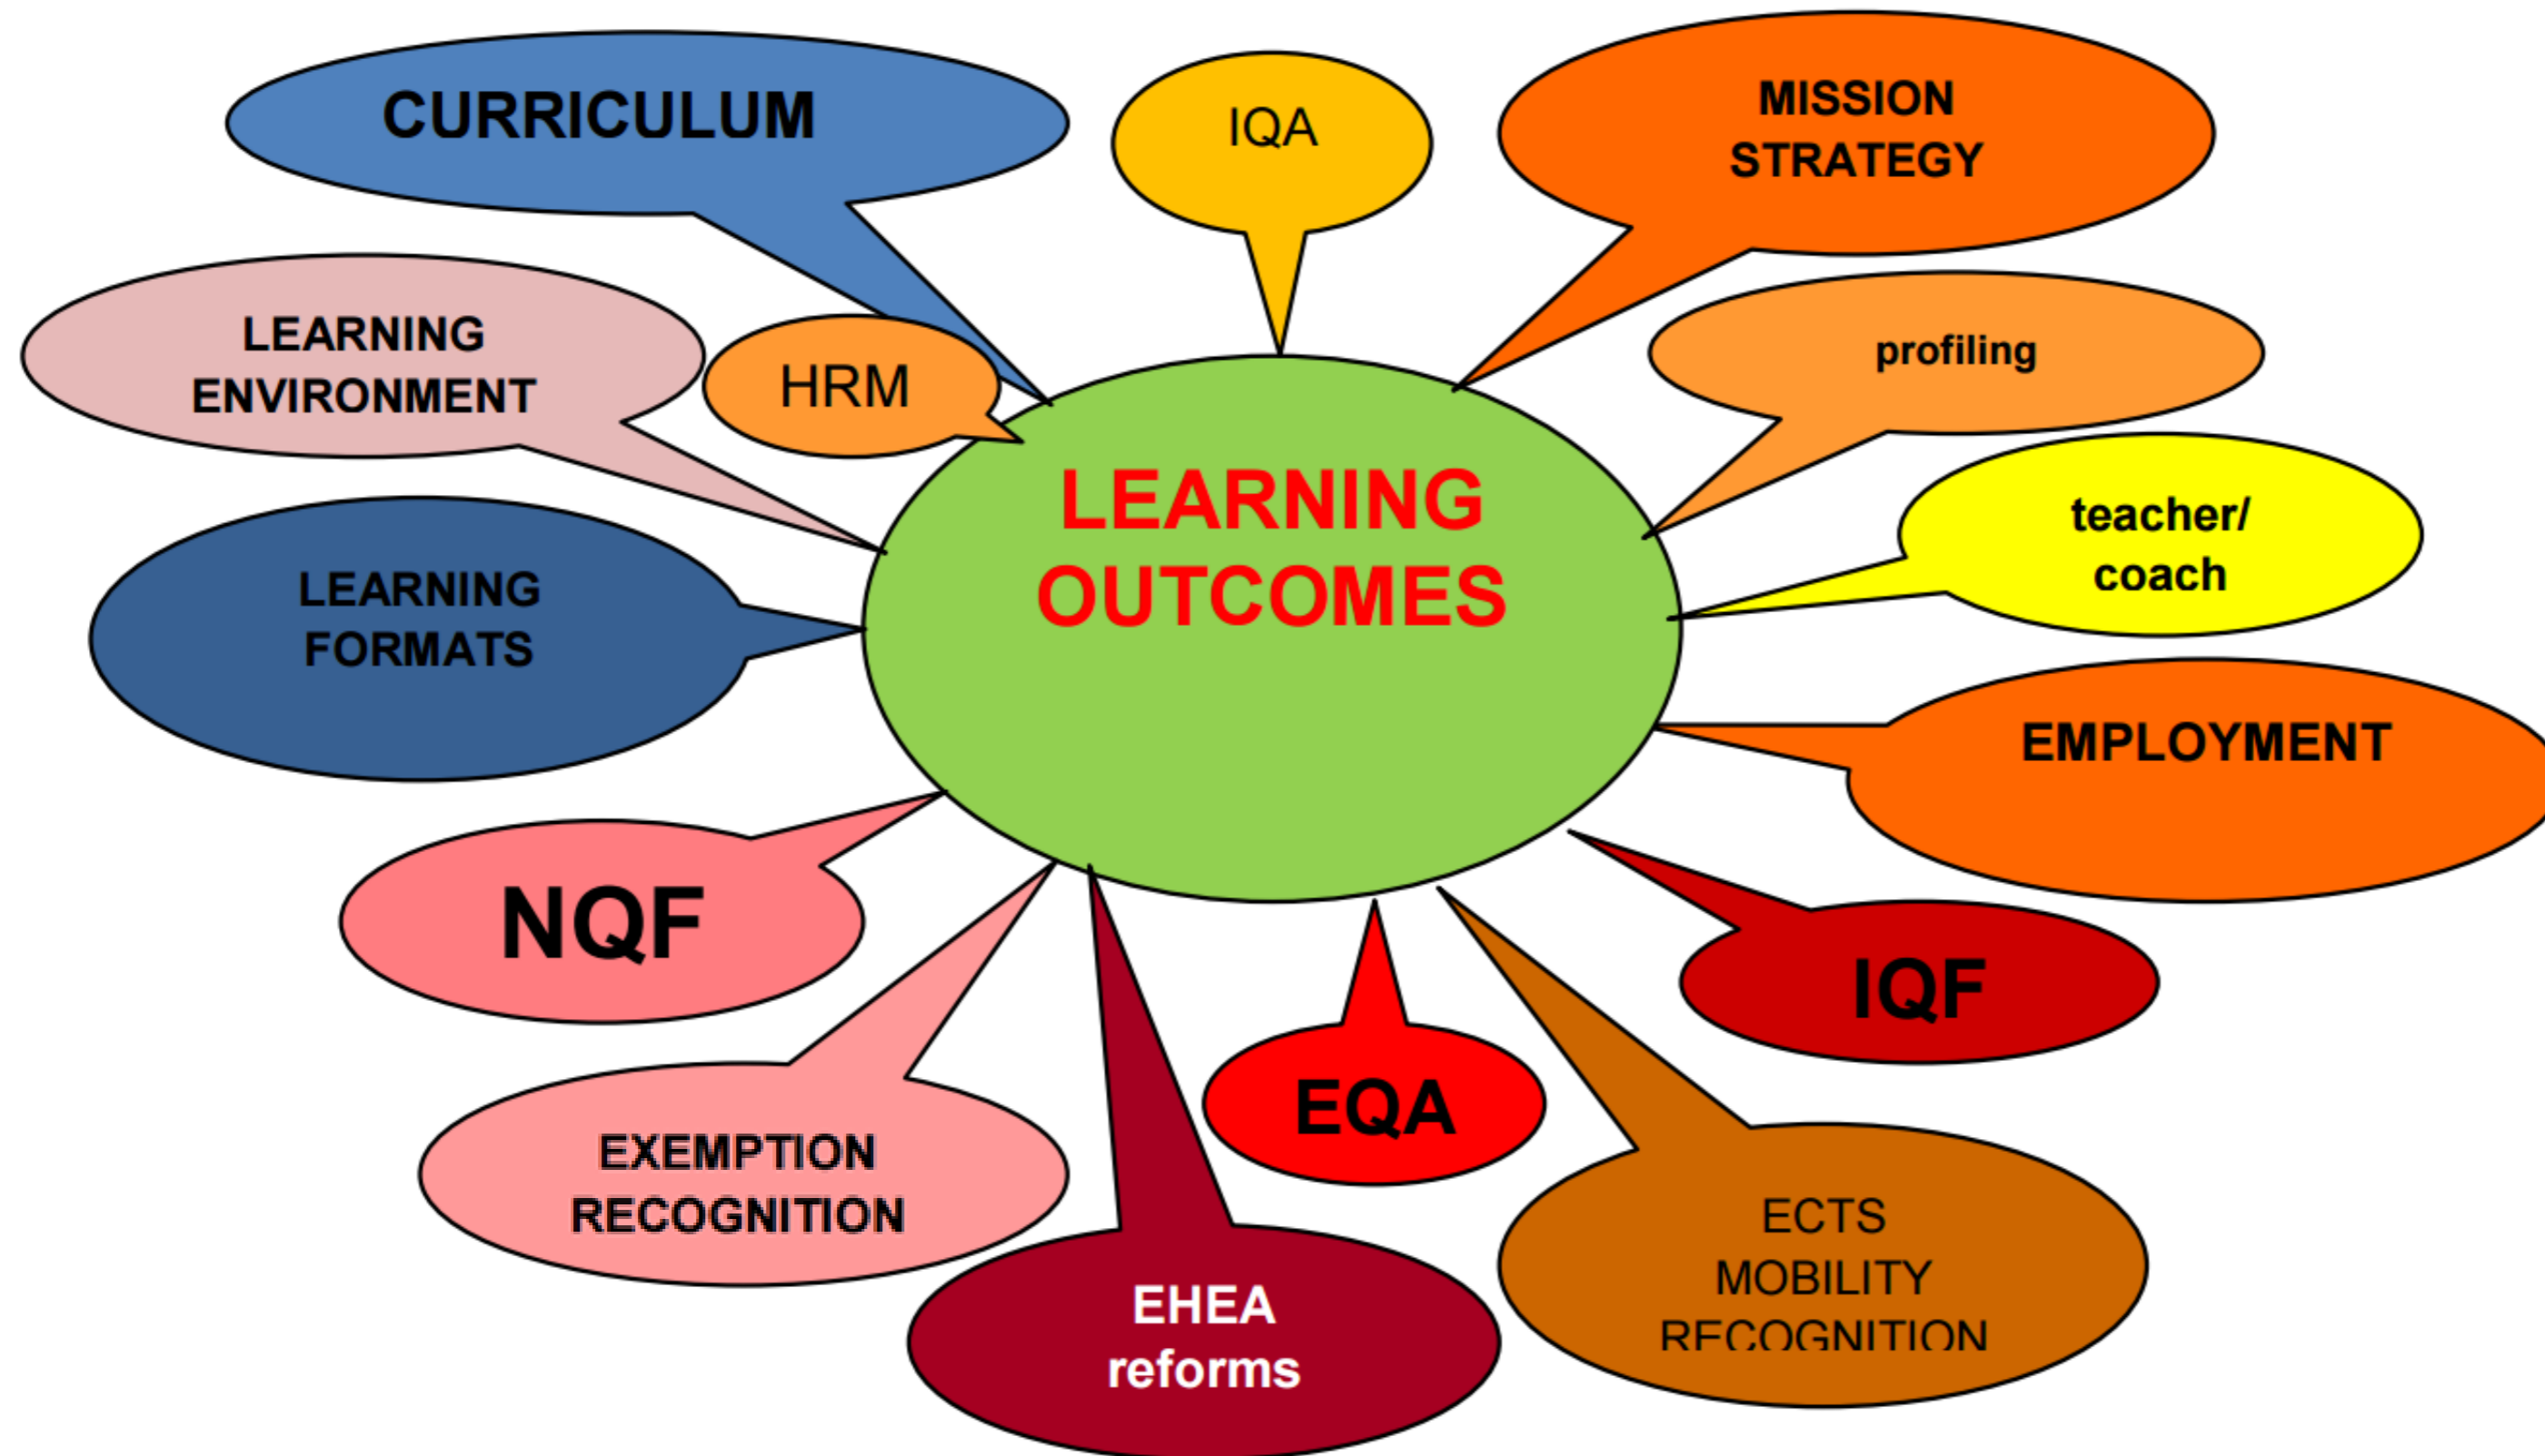 CURRICULUM
IQA
MISSION
STRATEGY
LEARNING
ENVIRONMENT
HRM
profiling
LEARNING
OUTCOMES
teacher/
coach
LEARNING
FORMATS
EMPLOYMENT
NQF
IQF
EXEMPTION
RECOGNITION
EQA
EHEA
reforms
ECTS
MOBILITY
RECOGNITION